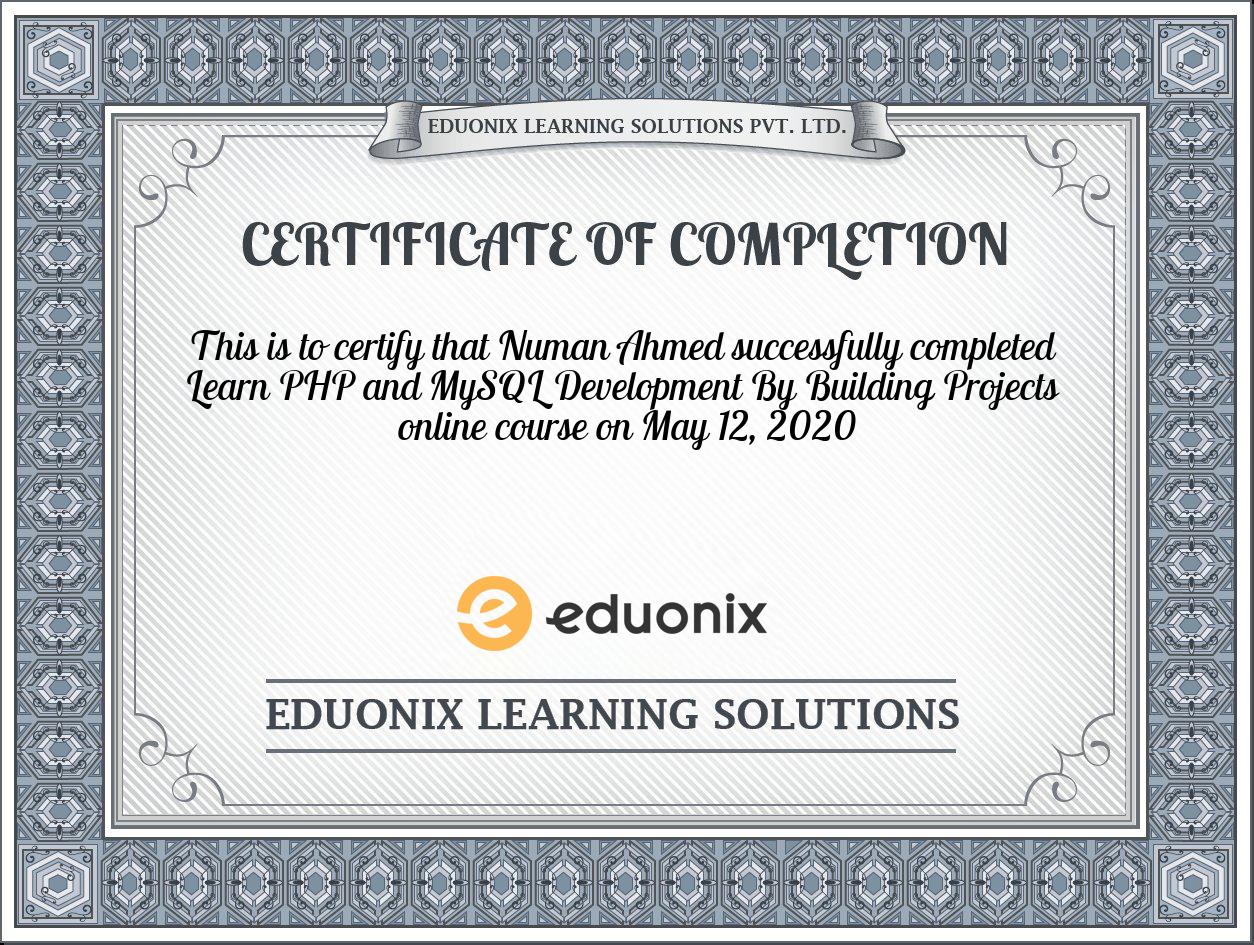 EDUONIX LEARNING SOLUTIONS PVT. LTD.
CERTIFICATE OF COMPLETION
This is to certify that Numan Ahmed successfully completed
Learn PHP and MySQL Development By Building Projects
online course on May 12, 2020
eduonix
EDUONIX LEARNING SOLUTIONS